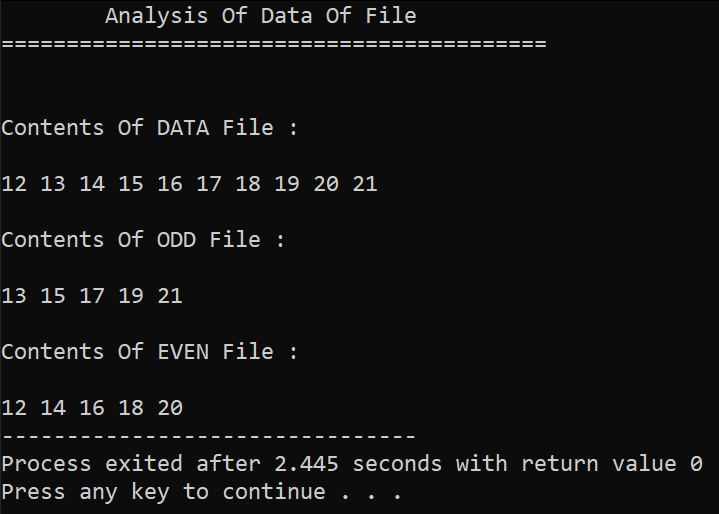 Analysis Of Data Of File
==========================================
Contents Of DATA File :
12 13 14 15 16 17 18 19 20 21
Contents Of ODD File :
13 15 17 19 21
Contents Of EVEN File :
12 14 16 18 20
--------------------------------
Process exited after 2.445 seconds with return value 0
Press any key to continue . . .